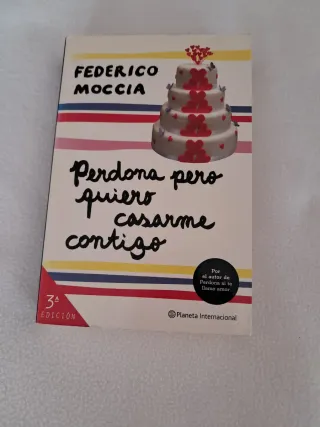 FEDERICO
MOCCIA
Perdona pero
quiero
casarme
contigo
Por
el autor de
Perdona si te
llamo amor
3ª
EDICIÓN
Planeta Internacional